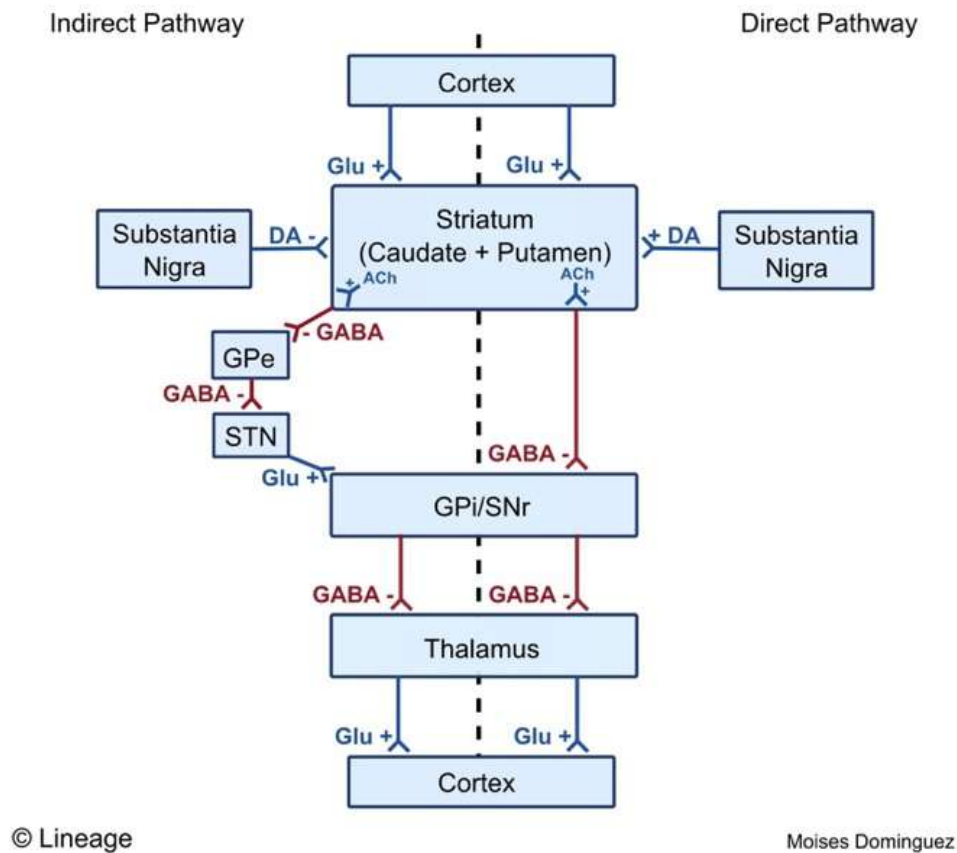 Indirect Pathway
Direct Pathway
Cortex
Glu +
Glu +
Substantia
Nigra
DA -
Striatum
(Caudate + Putamen)
+ ACh
ACh
+
+ DA
Substantia
Nigra
- GABA
GPe
GABA -
STN
Glu +
GABA -
GPi/SNr
GABA -
GABA -
Thalamus
Glu +
Glu +
Cortex
© Lineage
Moises Dominguez